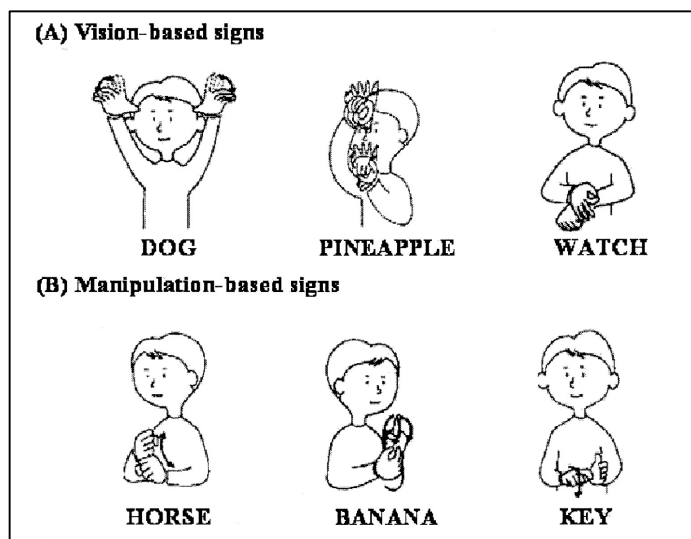 (A) Vision-based signs
DOG PINEAPPLE WATCH
(B) Manipulation-based signs
HORSE BANANA KEY